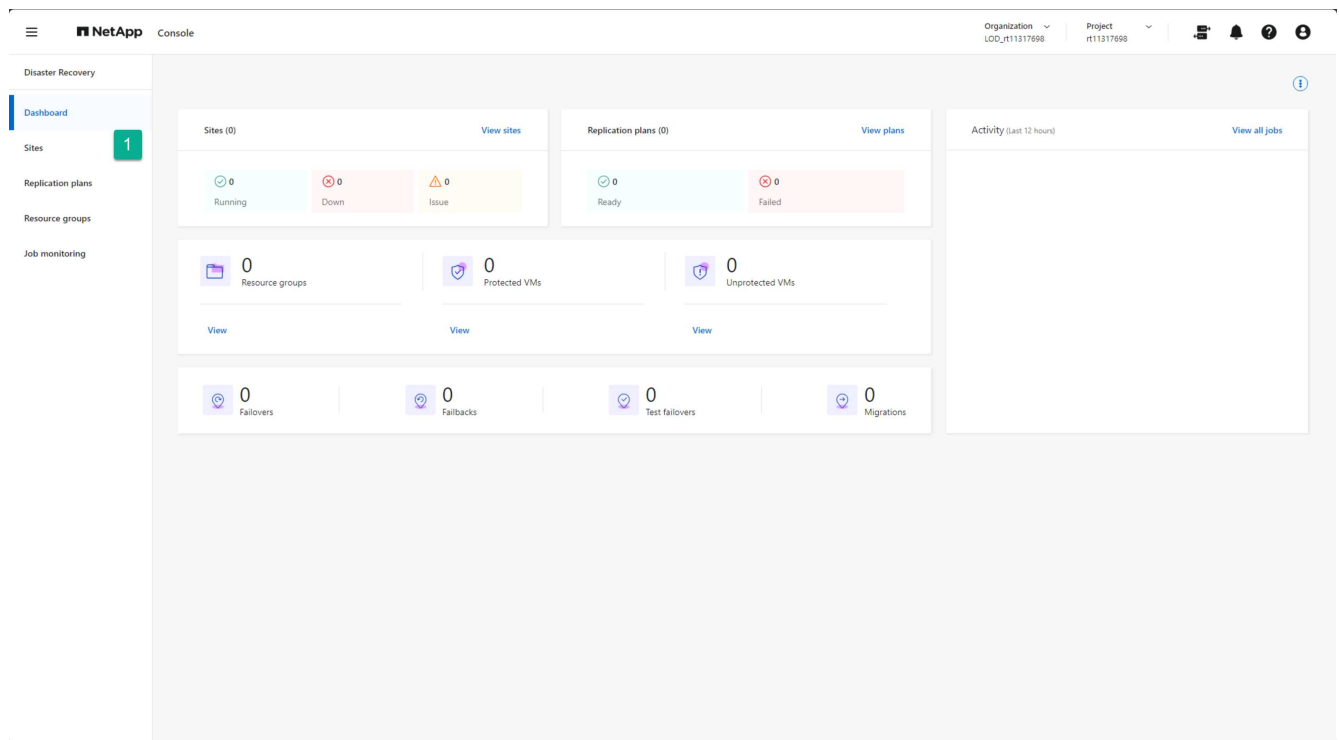 NetApp Console
Organization
LOD_rt11317698
Project
rt11317698
Disaster Recovery
Dashboard
Sites
1
Replication plans
Resource groups
Job monitoring
Sites (0)
View sites
0
Running
0
Down
0
Issue
Replication plans (0)
View plans
0
Ready
0
Failed
Activity (Last 12 hours)
View all jobs
0
Resource groups
View
0
Protected VMs
View
0
Unprotected VMs
View
0
Failovers
0
Failbacks
0
Test failovers
0
Migrations